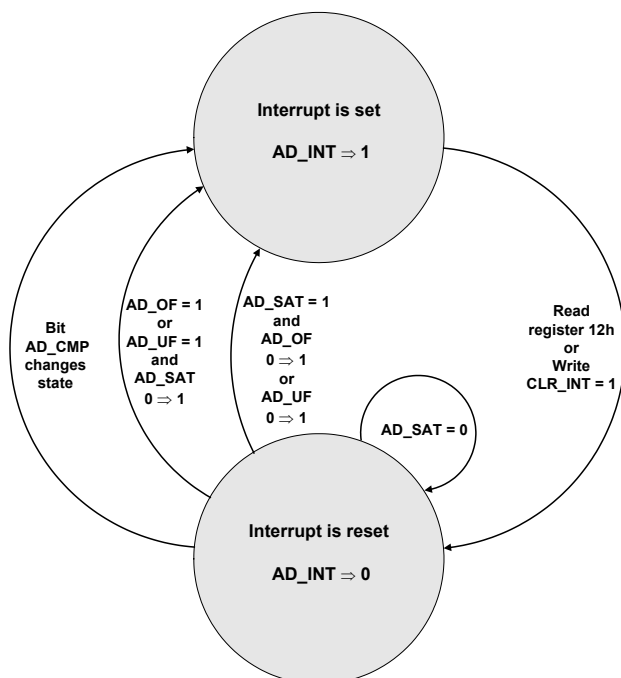 Interrupt is set
AD_INT ⇒ 1
Bit
AD_CMP
changes
state
AD_OF = 1
or
AD_UF = 1
and
AD_SAT
0 ⇒ 1
AD_SAT = 1
and
AD_OF
0 ⇒ 1
or
AD_UF
0 ⇒ 1
Read
register 12h
or
Write
CLR_INT = 1
AD_SAT = 0
Interrupt is reset
AD_INT ⇒ 0